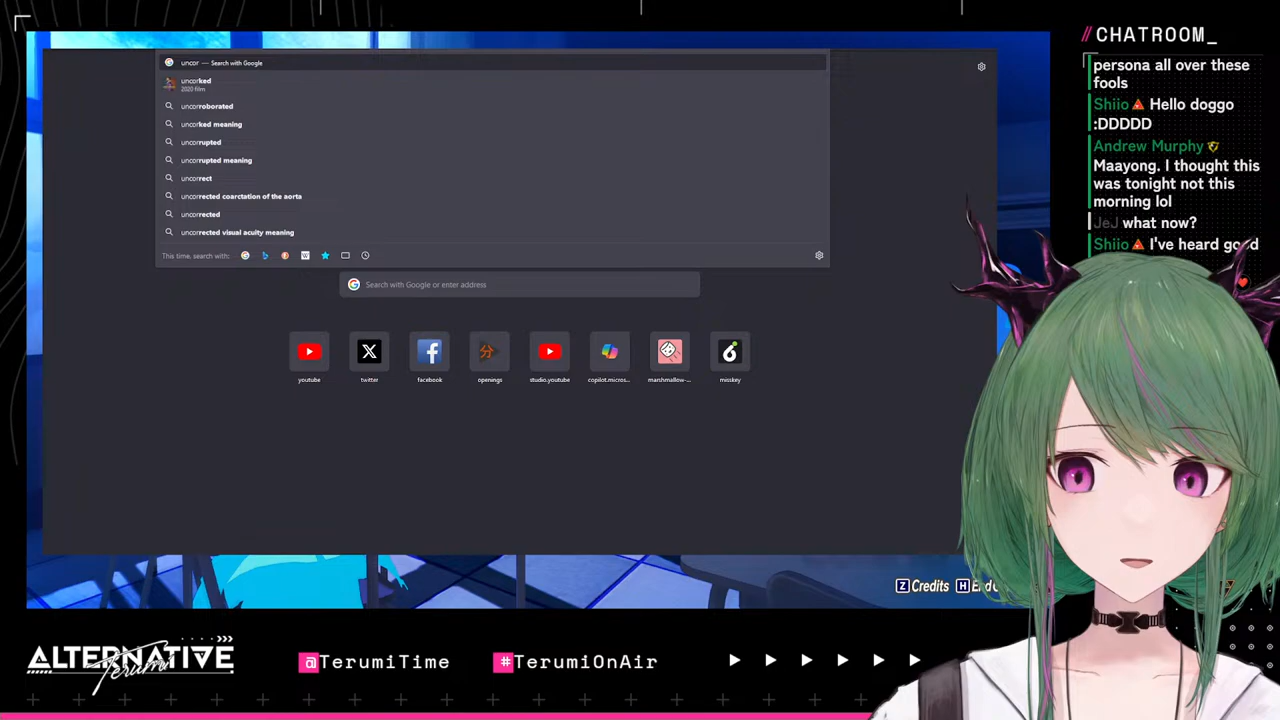 uncor — Search with Google
uncorked
2020 film
uncorroborated
uncorked meaning
uncorrupted
uncorrupted meaning
uncorrect
uncorrected coarctation of the aorta
uncorrected
uncorrected visual acuity meaning
This time, search with:
Search with Google or enter address
youtube
twitter
facebook
openings
studio.youtube
copilot.micros...
marshmallow-...
misskey
分
Z Credits H End
//CHATROOM_
persona all over these
fools
Shiio Hello doggo
:DDDDD
Andrew Murphy
Maayong. I thought this
was tonight not this
morning lol
JeJ what now?
Shiio I've heard good
ALTERNATIVE
Terumi
@TerumiTime
#TerumiOnAir